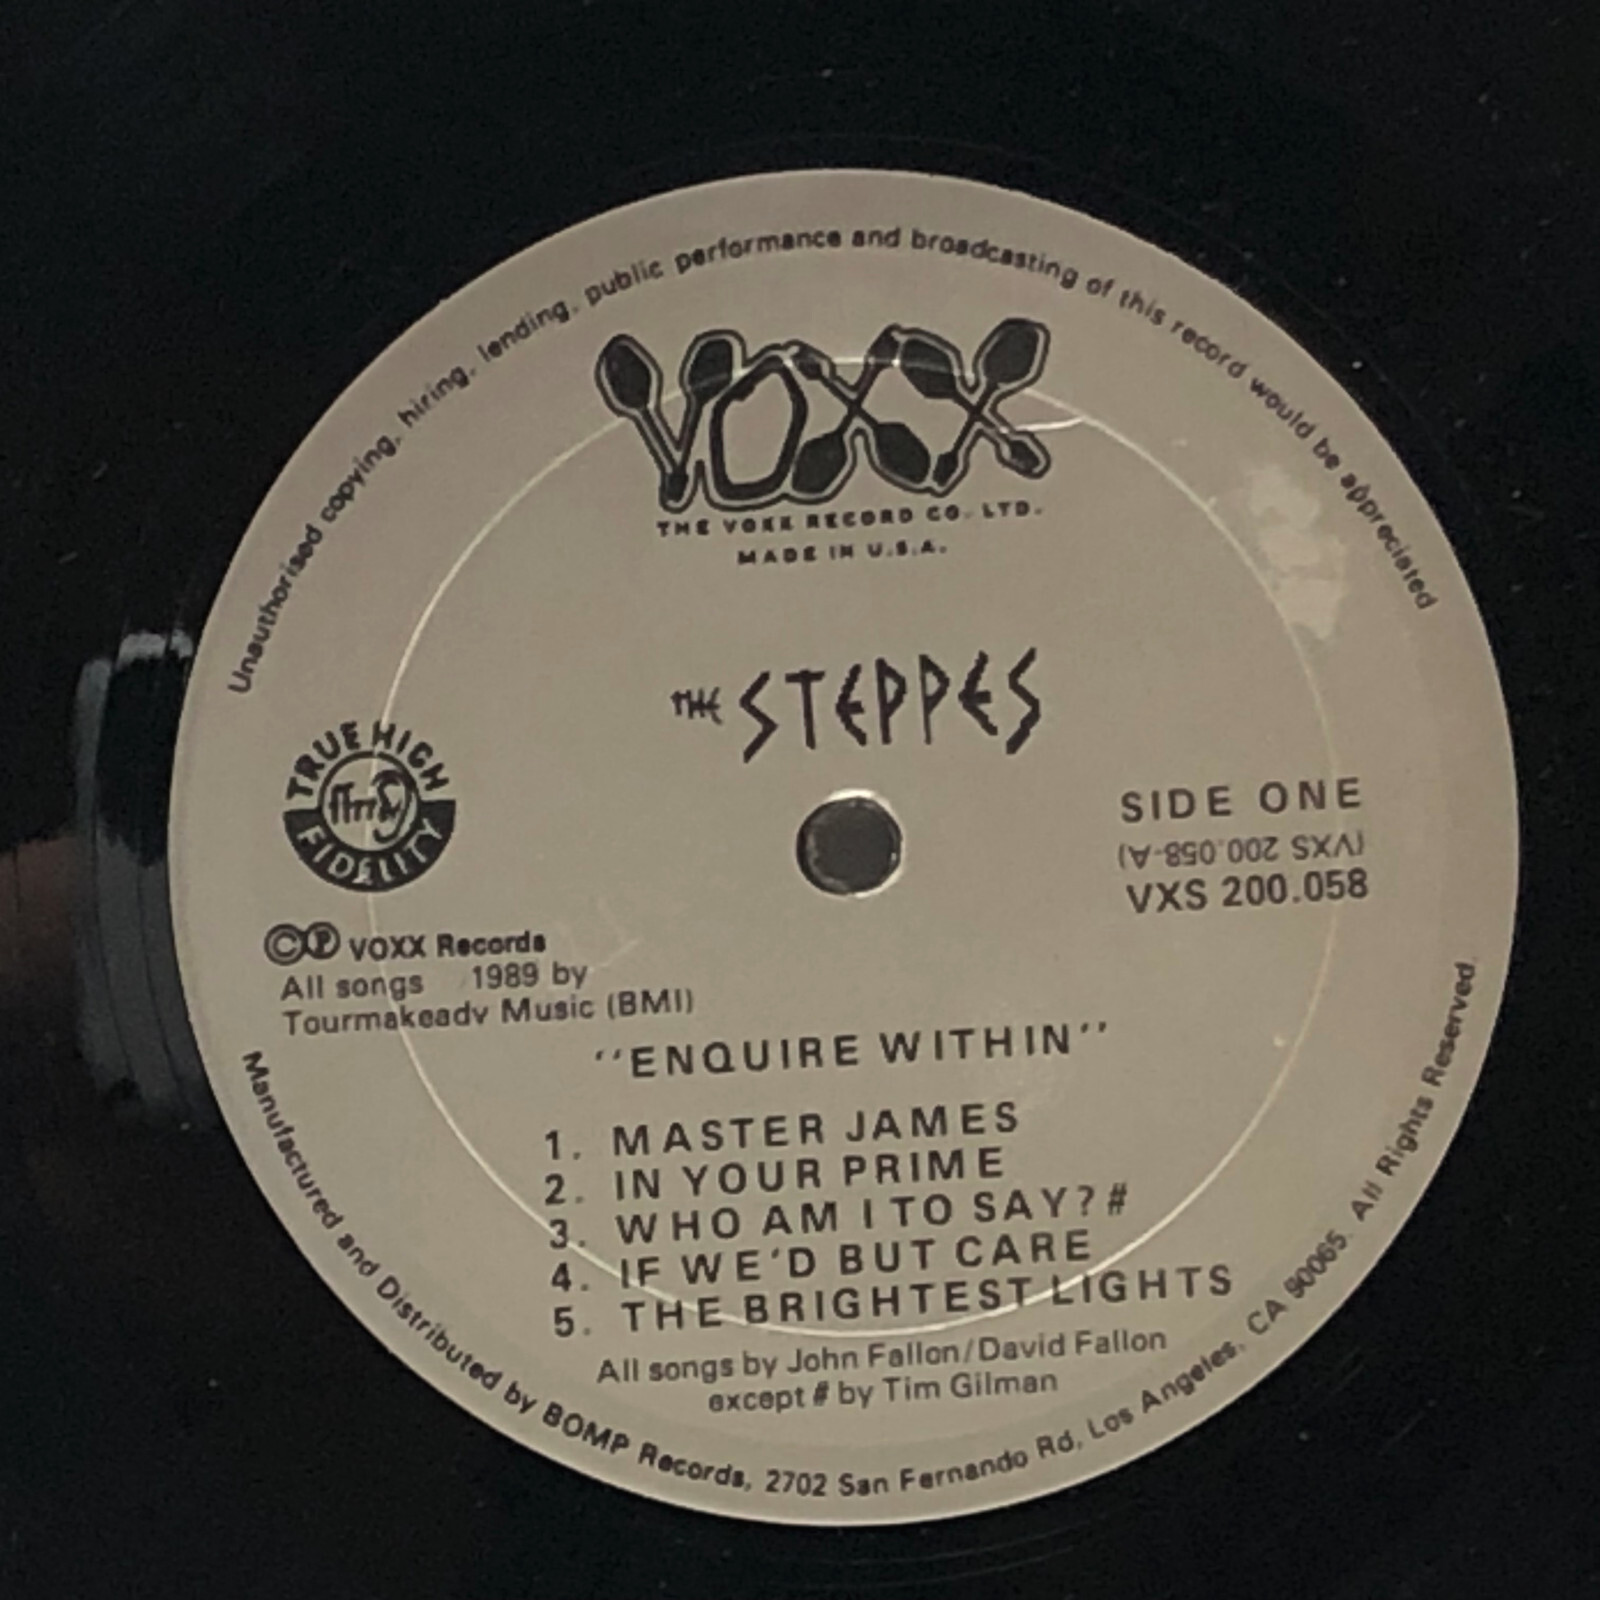 Unauthorised copying, hiring, lending, public performance and broadcasting of this record would be appreciated
VOXX
THE VOXX RECORD CO. LTD.
MADE IN U.S.A.
THE STEPPES
TRUE HIGH
ffrr
FIDELITY
SIDE ONE
(VXS 200.058-A)
VXS 200.058
©℗ VOXX Records
All songs 1989 by
Tourmakeady Music (BMI)
"ENQUIRE WITHIN"
1. MASTER JAMES
2. IN YOUR PRIME
3. WHO AM I TO SAY? #
4. IF WE'D BUT CARE
5. THE BRIGHTEST LIGHTS
All songs by John Fallon/David Fallon
except # by Tim Gilman
Manufactured and Distributed by BOMP Records, 2702 San Fernando Rd, Los Angeles, CA 90065. All Rights Reserved